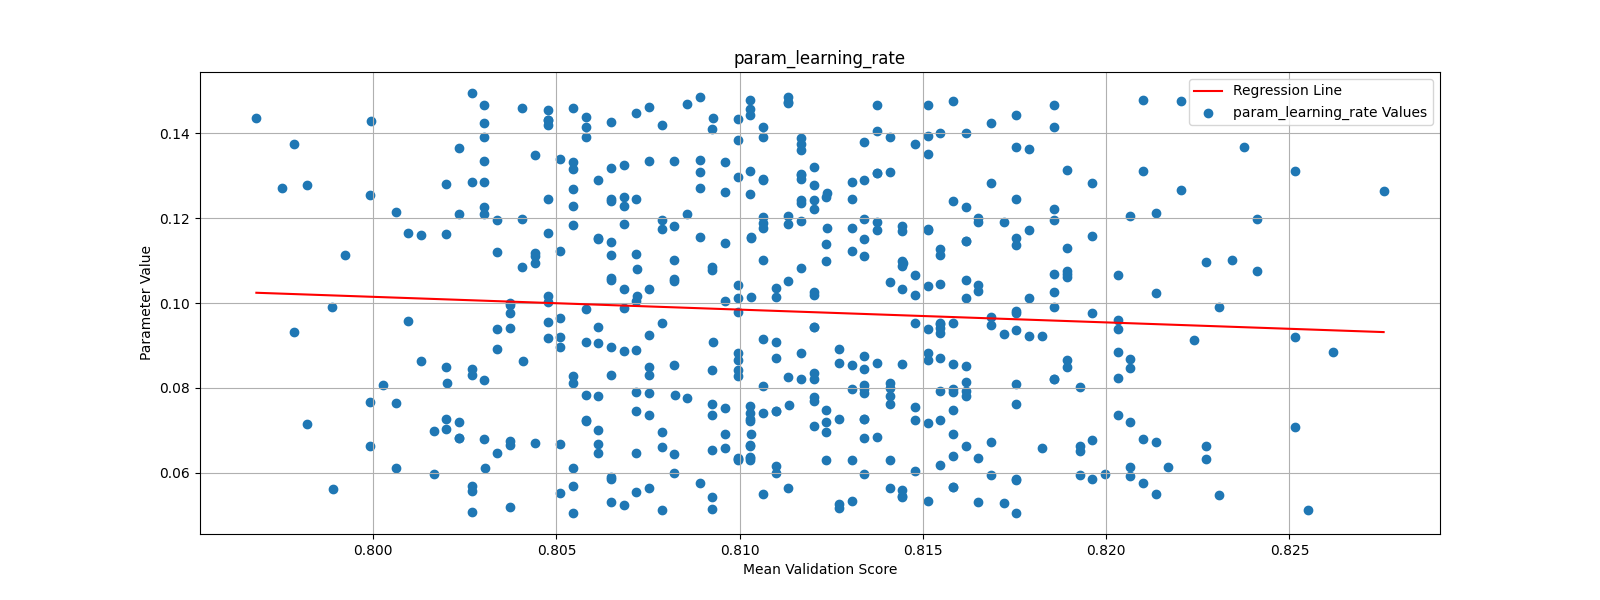 param_learning_rate
Regression Line
param_learning_rate Values
Parameter Value
0.14
0.12
0.10
0.08
0.06
0.800 0.805 0.810 0.815 0.820 0.825
Mean Validation Score